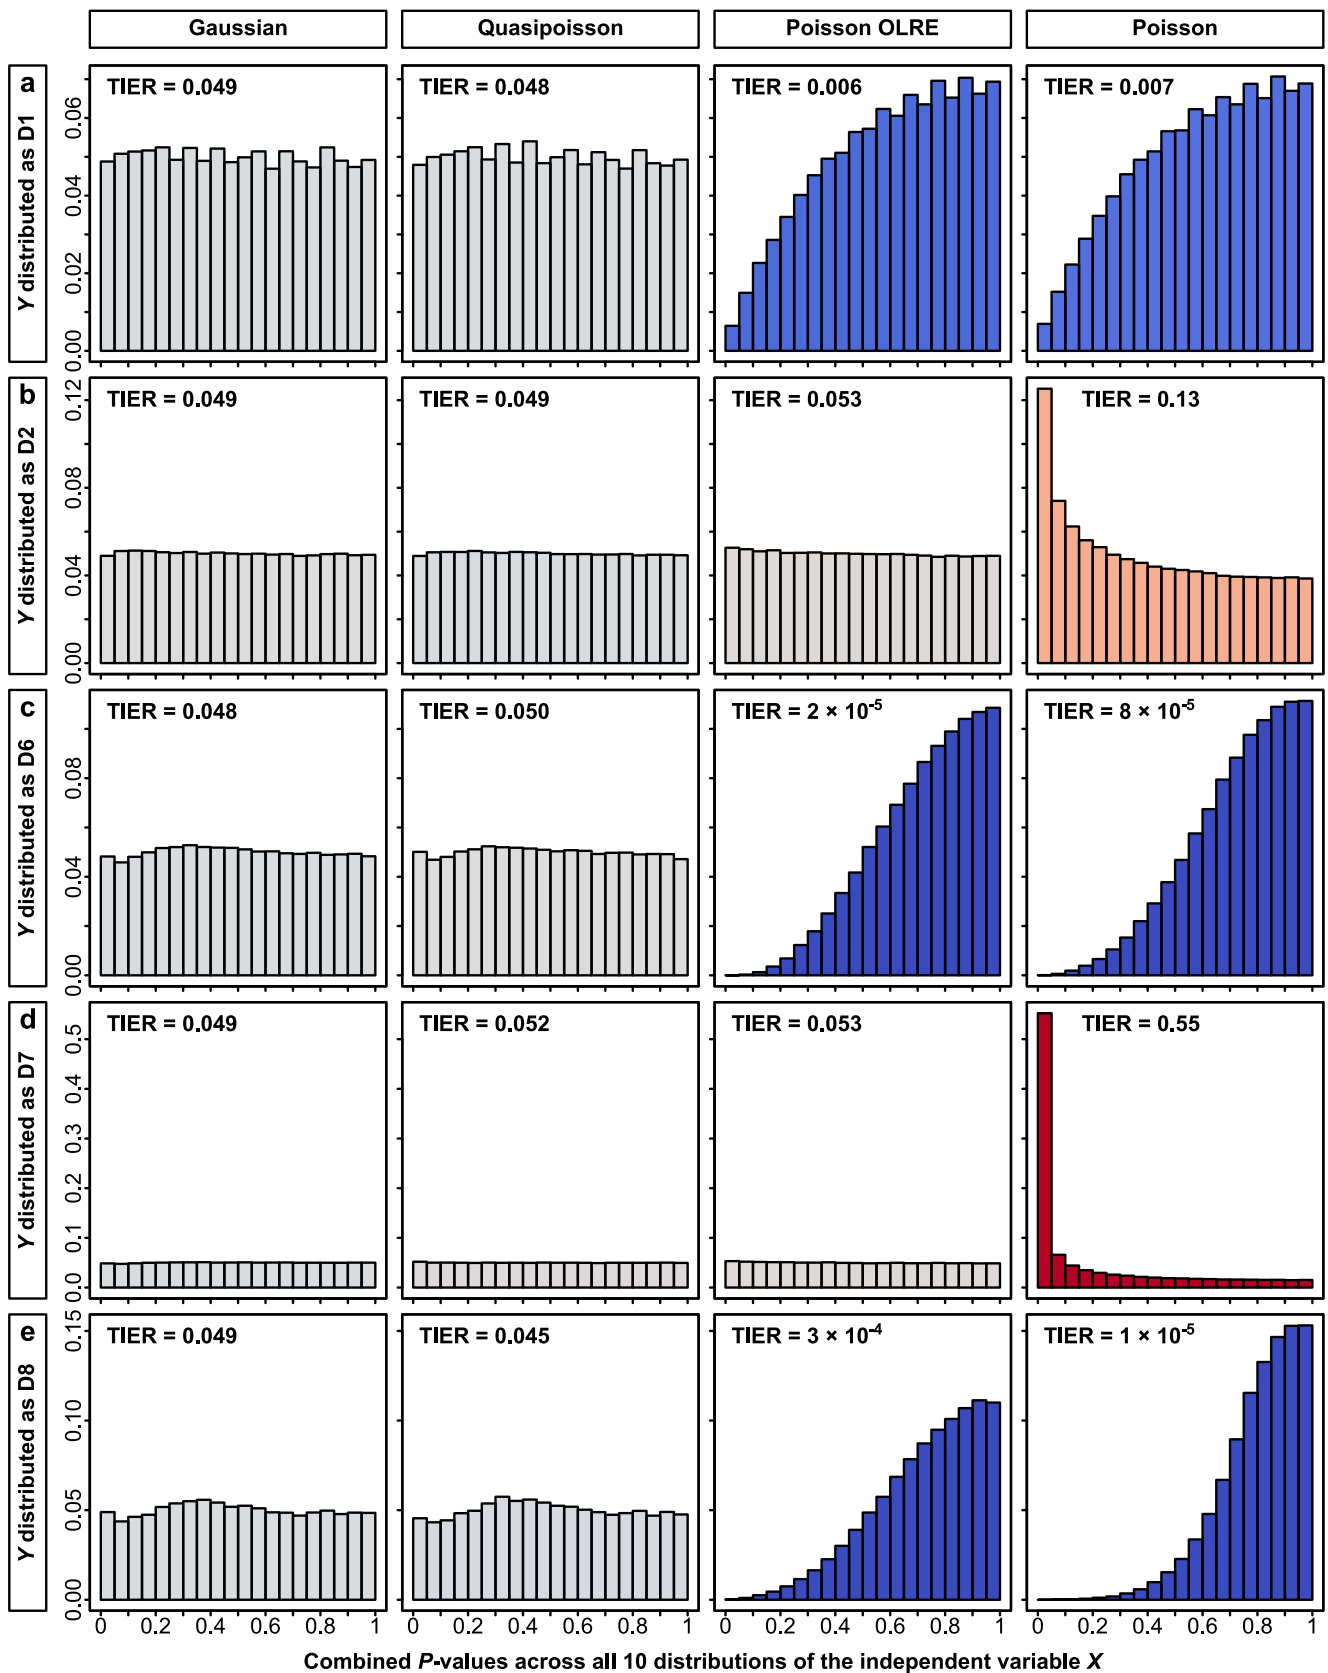 Gaussian
Quasipoisson
Poisson OLRE
Poisson
a
Y distributed as D1
0.00
0.02
0.04
0.06
TIER = 0.049
TIER = 0.048
TIER = 0.006
TIER = 0.007
b
Y distributed as D2
0.00
0.04
0.08
0.12
TIER = 0.049
TIER = 0.049
TIER = 0.053
TIER = 0.13
c
Y distributed as D6
0.00
0.04
0.08
TIER = 0.048
TIER = 0.050
TIER = 2 × 10⁻⁵
TIER = 8 × 10⁻⁵
d
Y distributed as D7
0.0
0.1
0.2
0.3
0.4
0.5
TIER = 0.049
TIER = 0.052
TIER = 0.053
TIER = 0.55
e
Y distributed as D8
0.00
0.05
0.10
0.15
TIER = 0.049
TIER = 0.045
TIER = 3 × 10⁻⁴
TIER = 1 × 10⁻⁵
0 0.2 0.4 0.6 0.8 1
0 0.2 0.4 0.6 0.8 1
0 0.2 0.4 0.6 0.8 1
0 0.2 0.4 0.6 0.8 1
Combined P-values across all 10 distributions of the independent variable X